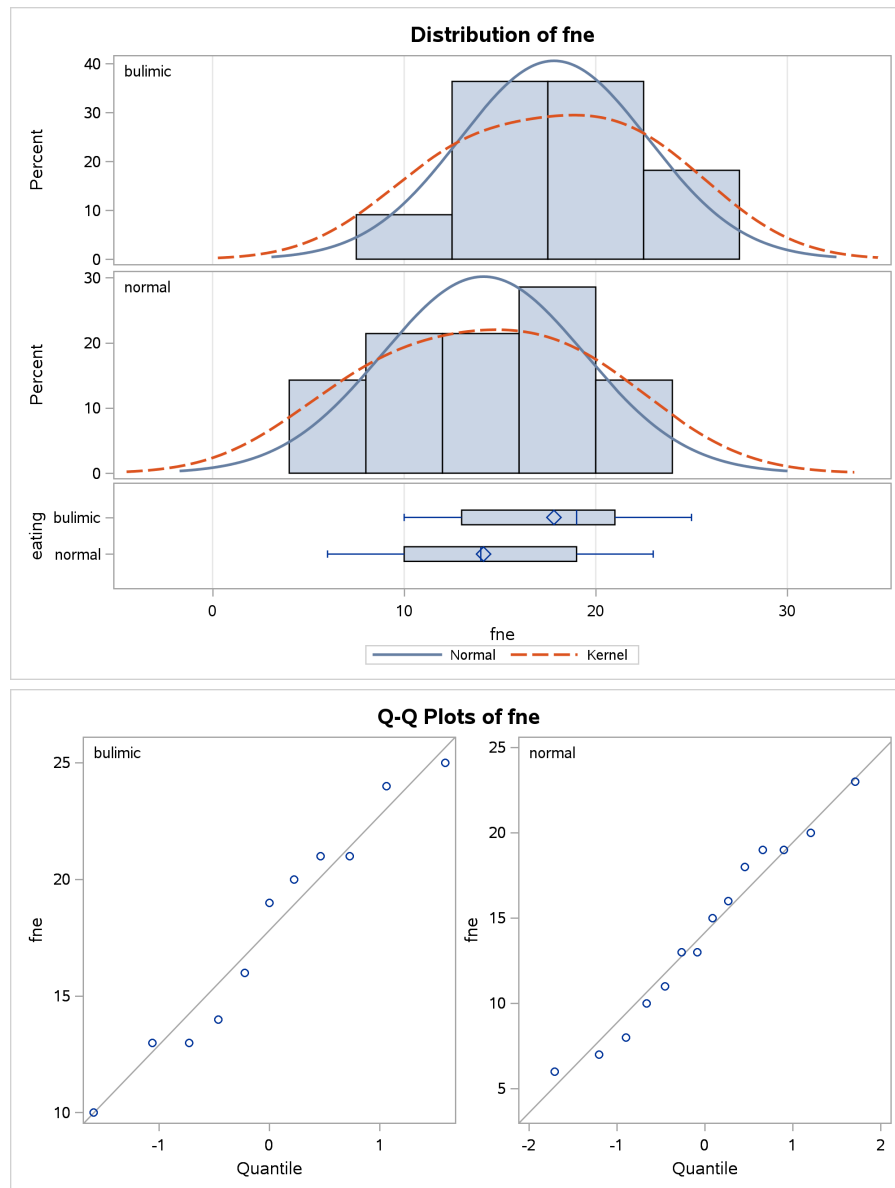 Distribution of fne
bulimic
40
30
20
10
0
Percent
normal
30
20
10
0
Percent
eating
bulimic
normal
0 10 20 30
fne
Normal Kernel
Q-Q Plots of fne
bulimic
25
20
15
10
fne
-1 0 1
Quantile
normal
25
20
15
10
5
fne
-2 -1 0 1 2
Quantile